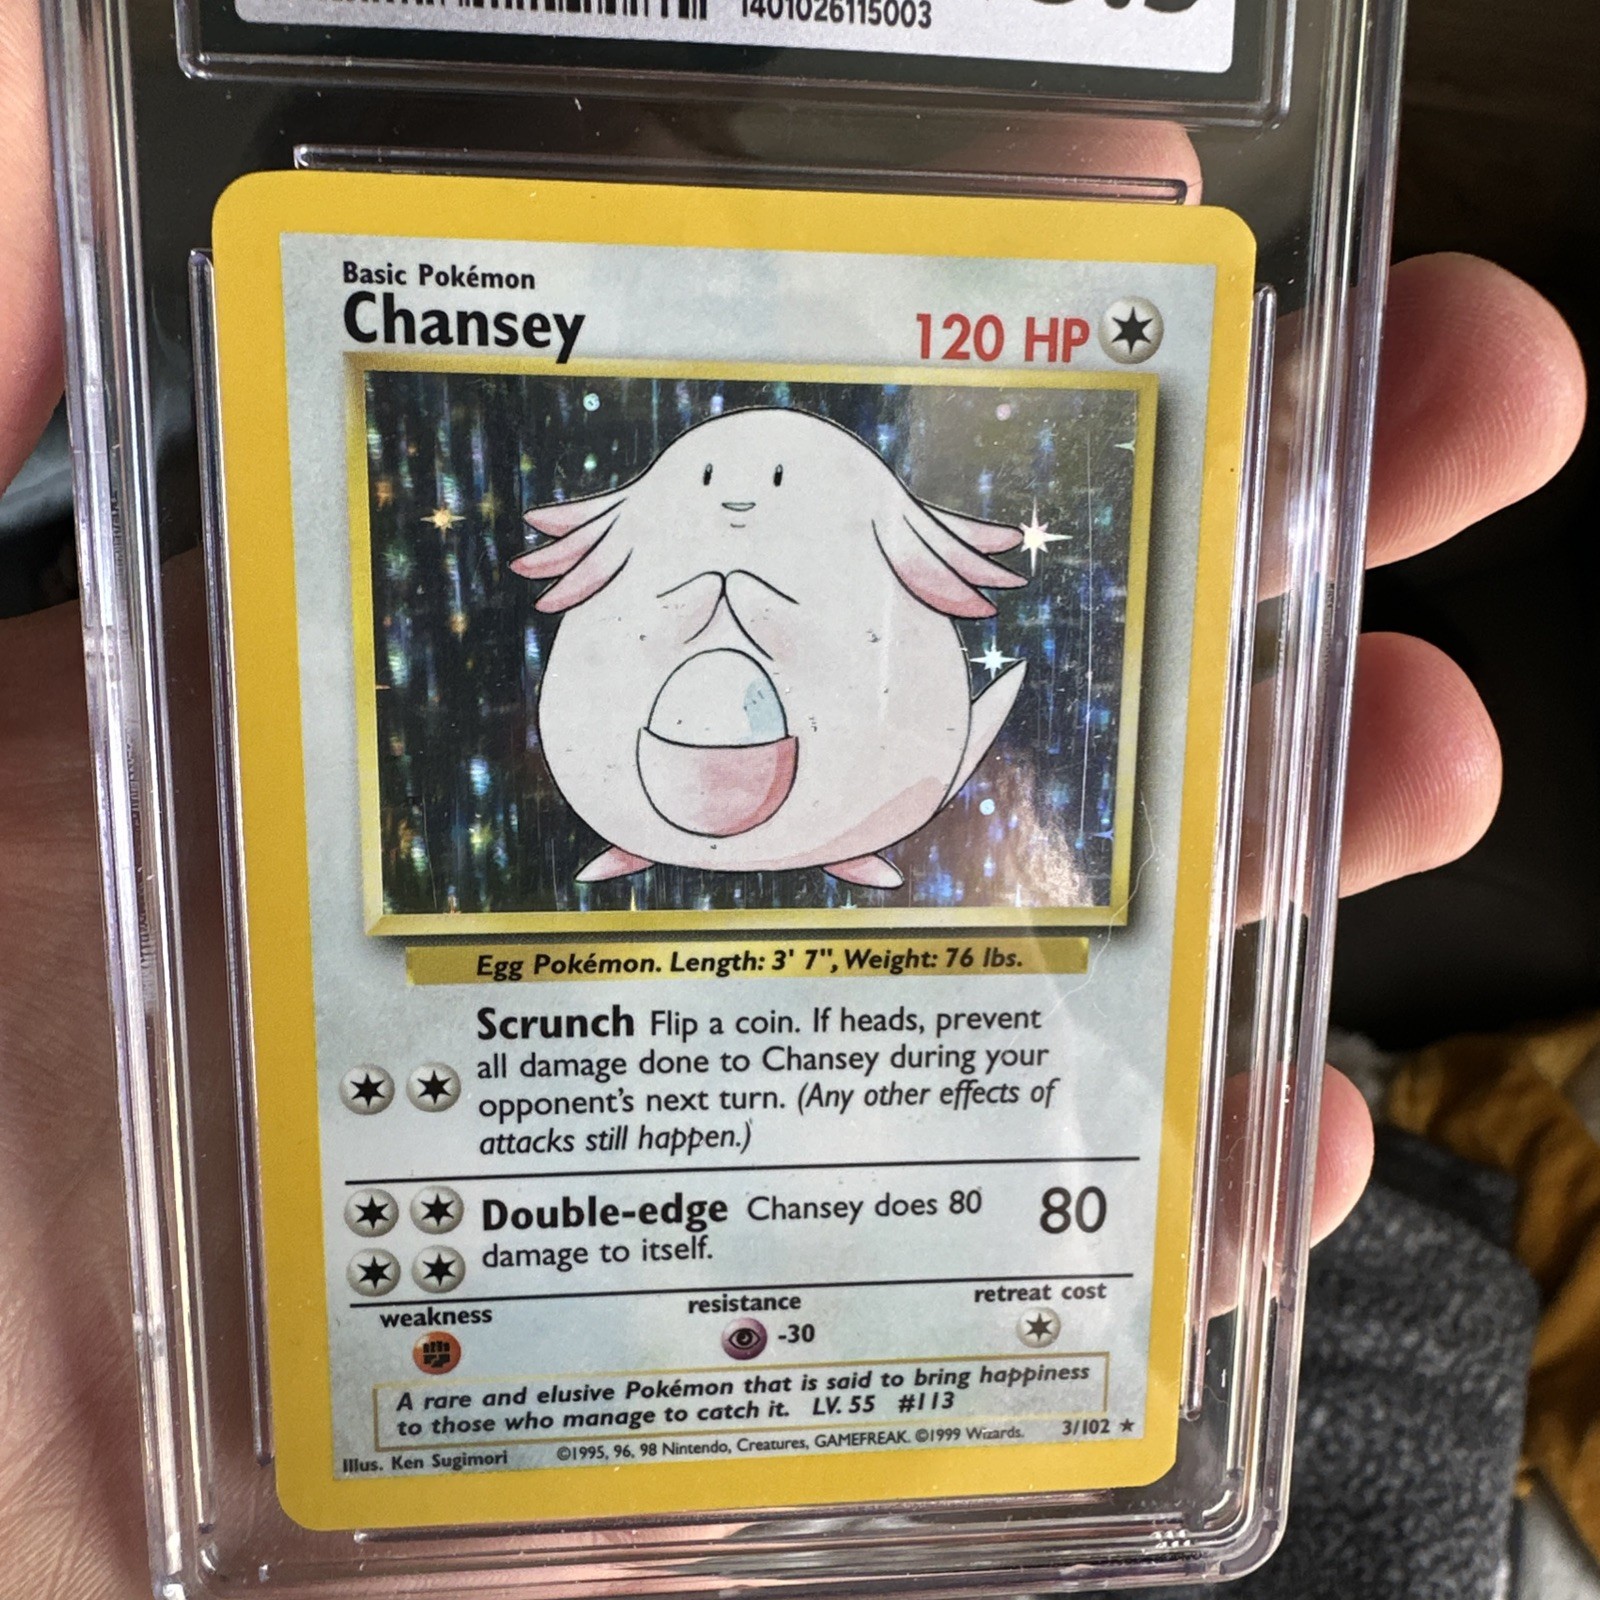 1401026115003
Basic Pokémon
Chansey
120 HP
Egg Pokémon. Length: 3' 7", Weight: 76 lbs.
Scrunch Flip a coin. If heads, prevent
all damage done to Chansey during your
opponent's next turn. (Any other effects of
attacks still happen.)
Double-edge Chansey does 80
damage to itself.
80
weakness
resistance
-30
retreat cost
A rare and elusive Pokémon that is said to bring happiness
to those who manage to catch it. LV. 55 #113
Illus. Ken Sugimori
©1995, 96, 98 Nintendo, Creatures, GAMEFREAK. ©1999 Wizards.
3/102 ★